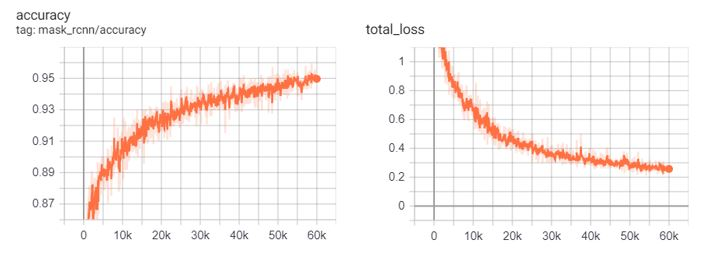 accuracy
tag: mask_rcnn/accuracy
0.95
0.93
0.91
0.89
0.87
0 10k 20k 30k 40k 50k 60k
total_loss
1
0.8
0.6
0.4
0.2
0
0 10k 20k 30k 40k 50k 60k